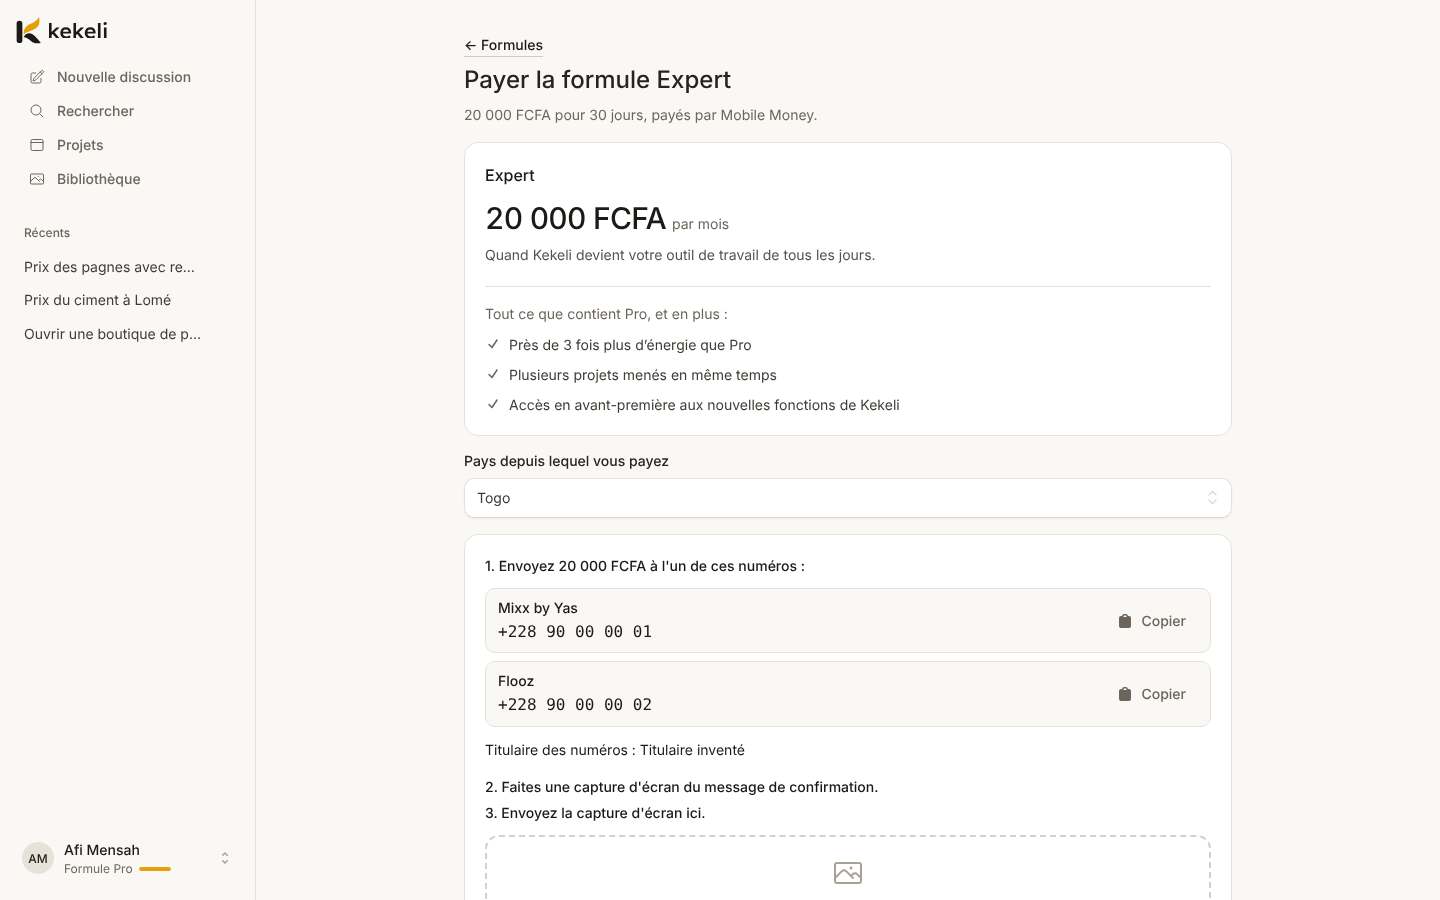 kekeli
Nouvelle discussion
Rechercher
Projets
Bibliothèque
Récents
Prix des pagnes avec re...
Prix du ciment à Lomé
Ouvrir une boutique de p...
AM
Afi Mensah
Formule Pro
← Formules
Payer la formule Expert
20 000 FCFA pour 30 jours, payés par Mobile Money.
Expert
20 000 FCFA par mois
Quand Kekeli devient votre outil de travail de tous les jours.
Tout ce que contient Pro, et en plus :
Près de 3 fois plus d’énergie que Pro
Plusieurs projets menés en même temps
Accès en avant-première aux nouvelles fonctions de Kekeli
Pays depuis lequel vous payez
Togo
1. Envoyez 20 000 FCFA à l'un de ces numéros :
Mixx by Yas
+228 90 00 00 01
Copier
Flooz
+228 90 00 00 02
Copier
Titulaire des numéros : Titulaire inventé
2. Faites une capture d'écran du message de confirmation.
3. Envoyez la capture d'écran ici.